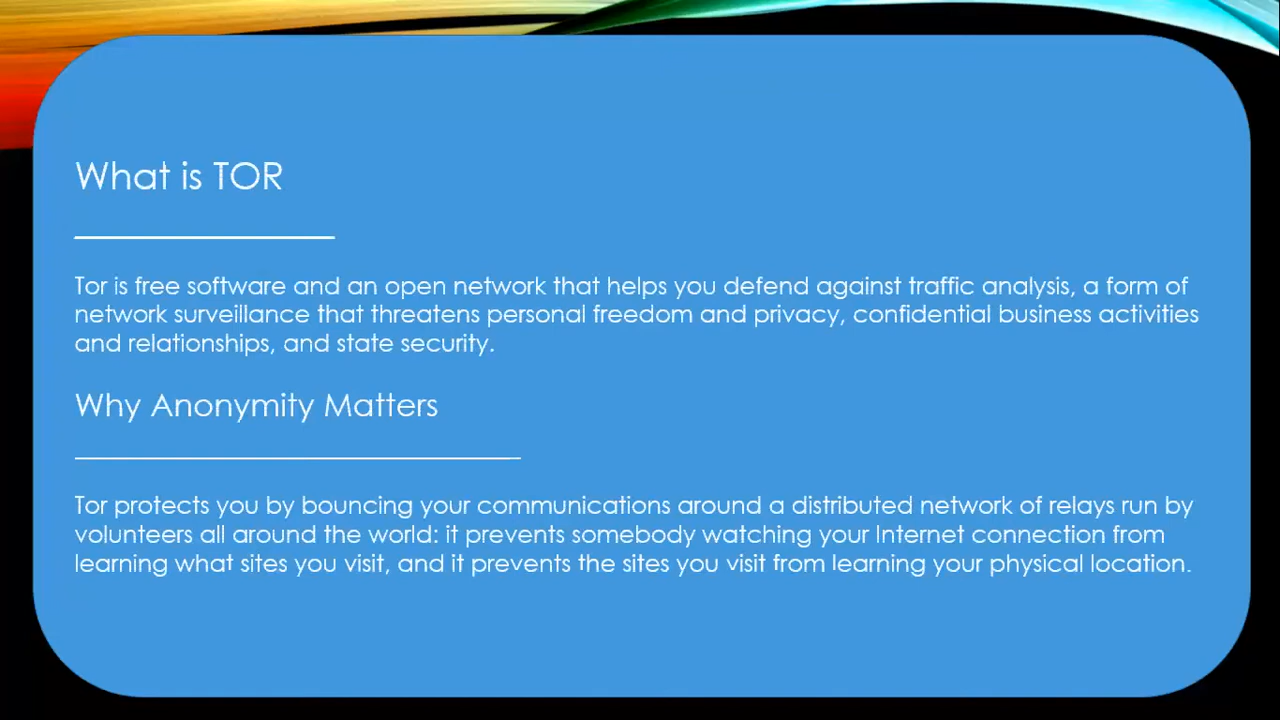 What is TOR
Tor is free software and an open network that helps you defend against traffic analysis, a form of
network surveillance that threatens personal freedom and privacy, confidential business activities
and relationships, and state security.
Why Anonymity Matters
Tor protects you by bouncing your communications around a distributed network of relays run by
volunteers all around the world: it prevents somebody watching your Internet connection from
learning what sites you visit, and it prevents the sites you visit from learning your physical location.